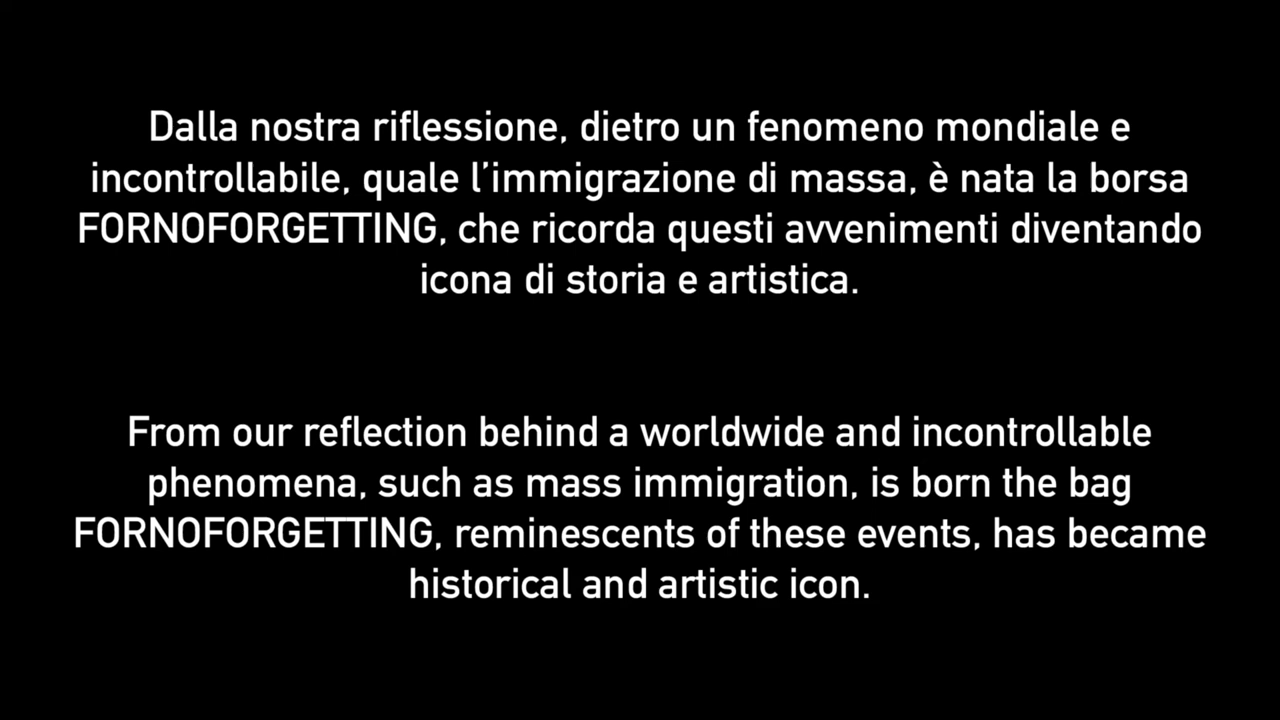 Dalla nostra riflessione, dietro un fenomeno mondiale e
incontrollabile, quale l’immigrazione di massa, è nata la borsa
FORNOFORGETTING, che ricorda questi avvenimenti diventando
icona di storia e artistica.
From our reflection behind a worldwide and incontrollable
phenomena, such as mass immigration, is born the bag
FORNOFORGETTING, reminescents of these events, has became
historical and artistic icon.